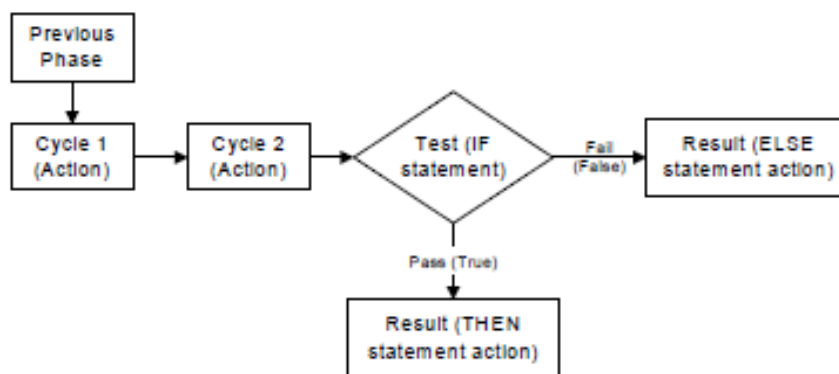 Previous
Phase
Cycle 1
(Action)
Cycle 2
(Action)
Test (IF
statement)
Fail
(False)
Result (ELSE
statement action)
Pass (True)
Result (THEN
statement action)